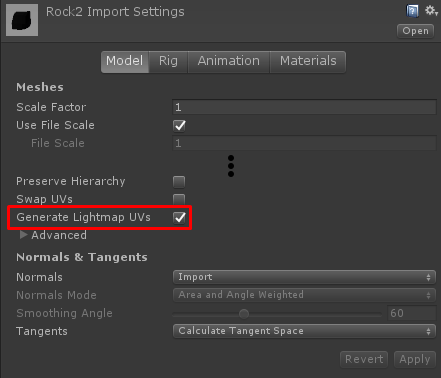 Rock2 Import Settings
Open
Model Rig Animation Materials
Meshes
Scale Factor 1
Use File Scale
File Scale 1
Preserve Hierarchy
Swap UVs
Generate Lightmap UVs
Advanced
Normals & Tangents
Normals Import
Normals Mode Area and Angle Weighted
Smoothing Angle 60
Tangents Calculate Tangent Space
Revert Apply